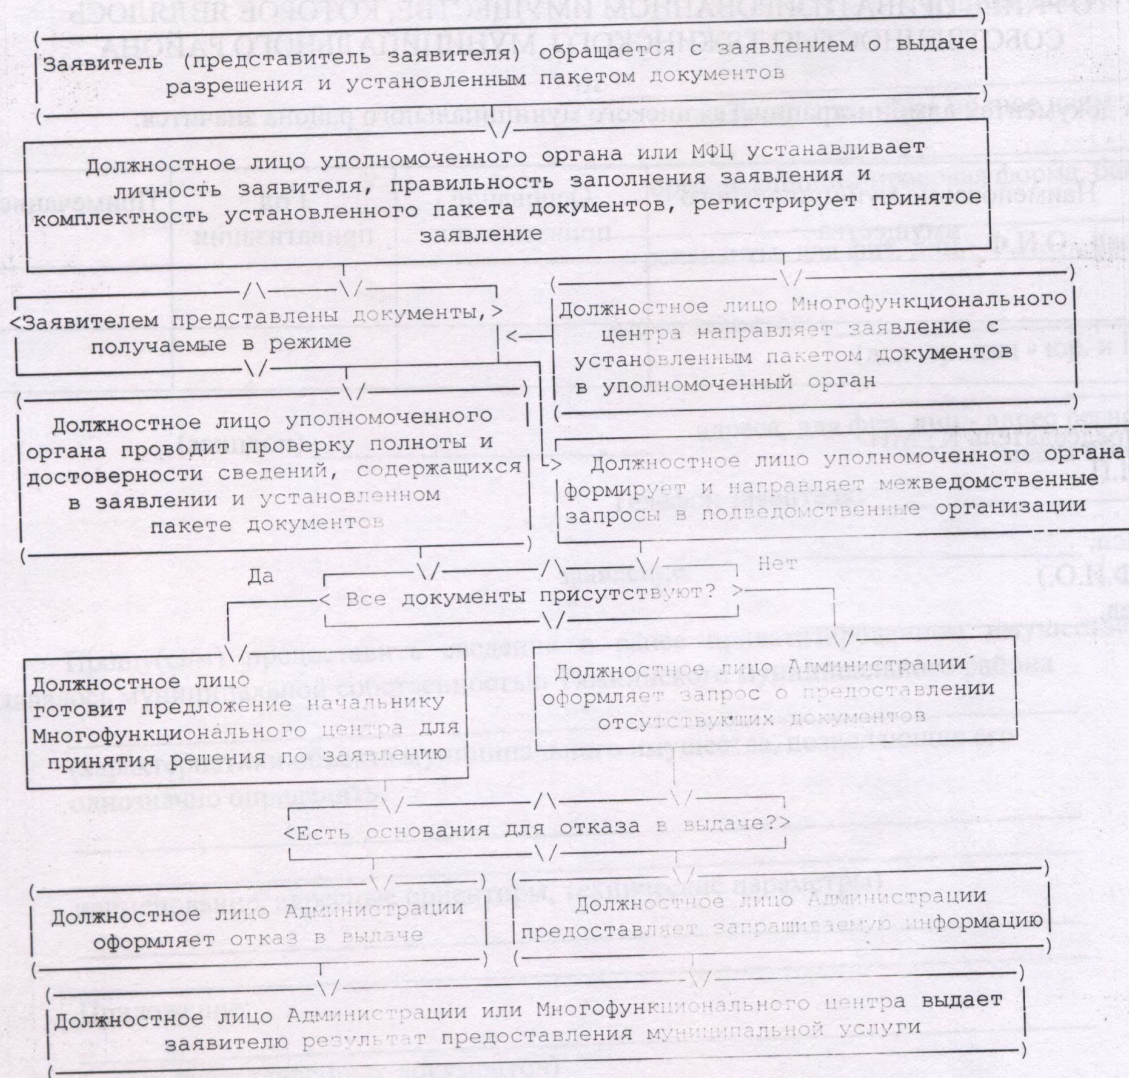 Заявитель (представитель заявителя) обращается с заявлением о выдаче
разрешения и установленным пакетом документов
Должностное лицо уполномоченного органа или МФЦ устанавливает
личность заявителя, правильность заполнения заявления и
комплектность установленного пакета документов, регистрирует принятое
заявление
<Заявителем представлены документы,>
получаемые в режиме
Должностное лицо Многофункционального
центра направляет заявление с
установленным пакетом документов
в уполномоченный орган
Должностное лицо уполномоченного
органа проводит проверку полноты и
достоверности сведений, содержащихся
в заявлении и установленном
пакете документов
Должностное лицо уполномоченного органа
формирует и направляет межведомственные
запросы в подведомственные организации
Да
Нет
< Все документы присутствуют? >
Должностное лицо
готовит предложение начальнику
Многофункционального центра для
принятия решения по заявлению
Должностное лицо Администрации
оформляет запрос о предоставлении
отсутствующих документов
<Есть основания для отказа в выдаче?>
Должностное лицо Администрации
оформляет отказ в выдаче
Должностное лицо Администрации
предоставляет запрашиваемую информацию
Должностное лицо Администрации или Многофункционального центра выдает
заявителю результат предоставления муниципальной услуги